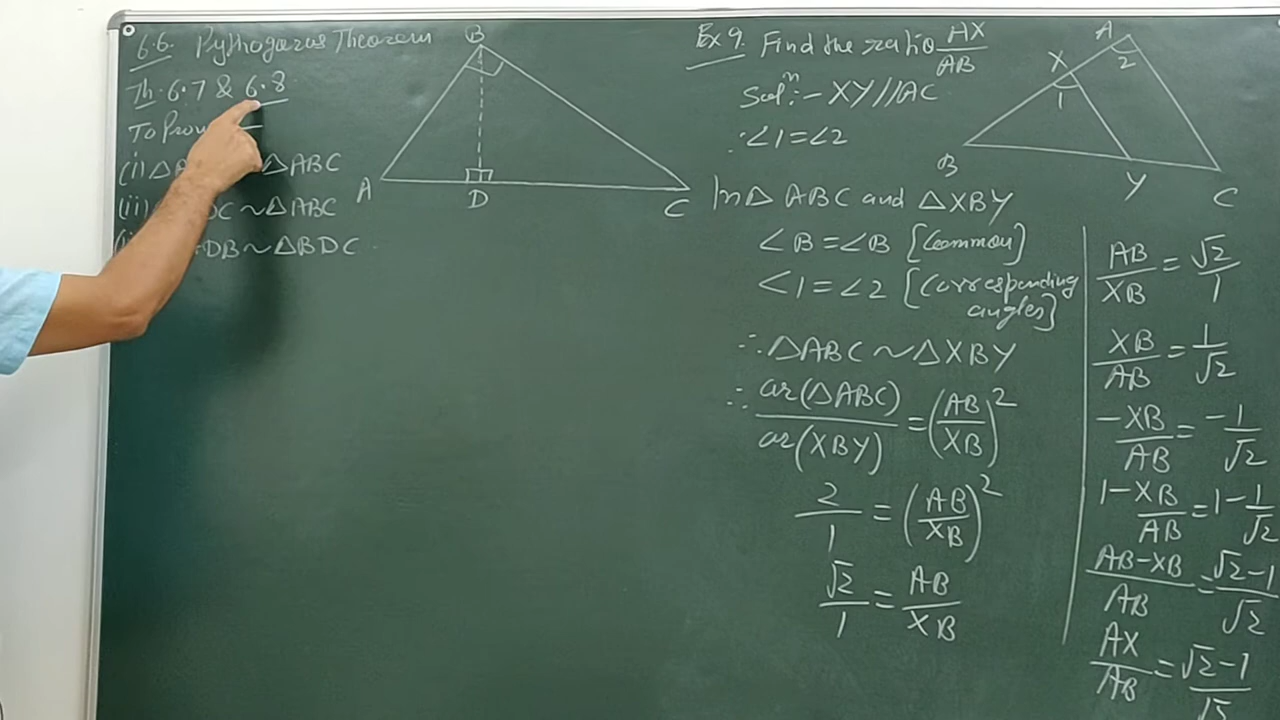 6.6. Pythagoras Theorem
Th. 6.7 & 6.8
To Prove
(i) △ △ABC
(ii) DC ~ △ABC
DB ~ △BDC
B
A
D
C
Ex 9. Find the ratio AX/AB
Solⁿ:- XY//AC
∴ ∠1 = ∠2
In △ ABC and △XBY
∠B = ∠B [Common]
∠1 = ∠2 [Corresponding angles]
∴ △ABC ~ △XBY
∴ ar(△ABC)/ar(XBY) = (AB/XB)²
2/1 = (AB/XB)²
√2/1 = AB/XB
A
X
2
1
B
Y
C
AB/XB = √2/1
XB/AB = 1/√2
-XB/AB = -1/√2
1-XB/AB = 1-1/√2
AB-XB/AB = √2-1/√2
AX/AB = √2-1/√2